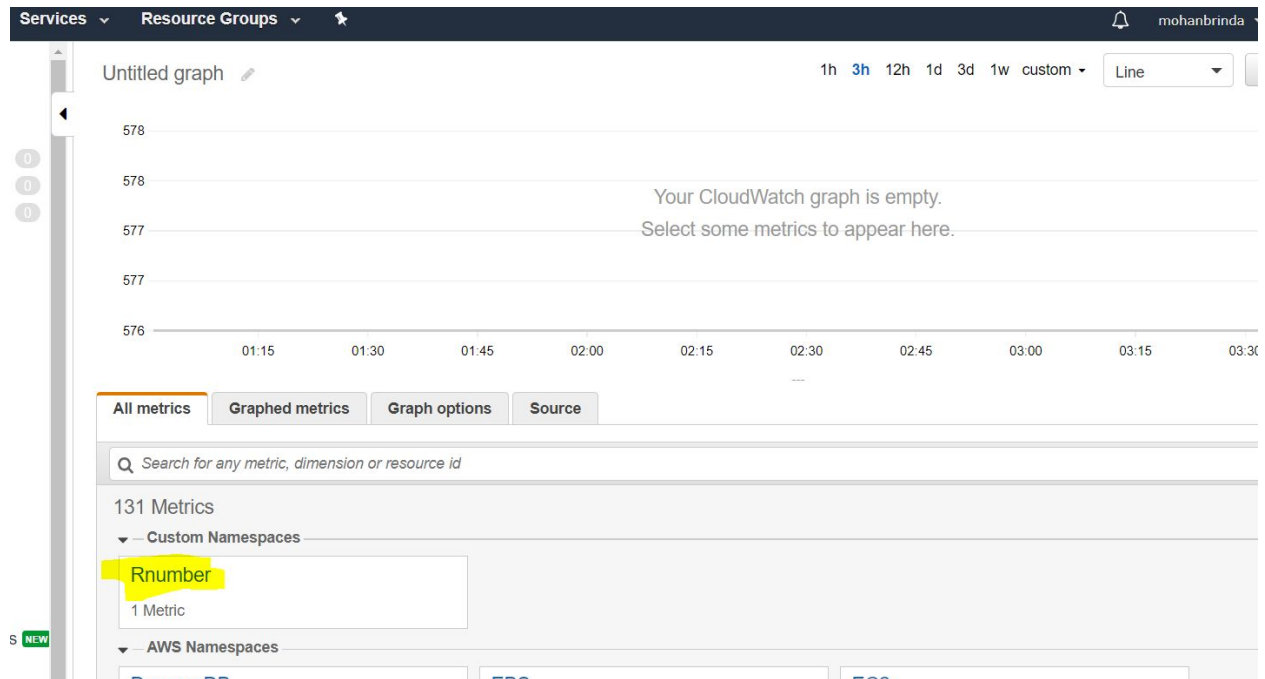 Services Resource Groups mohanbrinda
Untitled graph 1h 3h 12h 1d 3d 1w custom Line
578
0
578
0
Your CloudWatch graph is empty.
0
577
Select some metrics to appear here.
577
576
01:15 01:30 01:45 02:00 02:15 02:30 02:45 03:00 03:15 03:30
---
All metrics Graphed metrics Graph options Source
Search for any metric, dimension or resource id
131 Metrics
Custom Namespaces
Rnumber
1 Metric
s NEW
AWS Namespaces